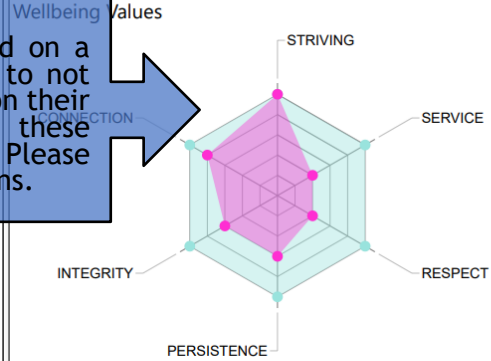 Wellbeing Values
d on a
to not
on their
these
Please
ns.
STRIVING
CONNECTION
SERVICE
INTEGRITY
RESPECT
PERSISTENCE